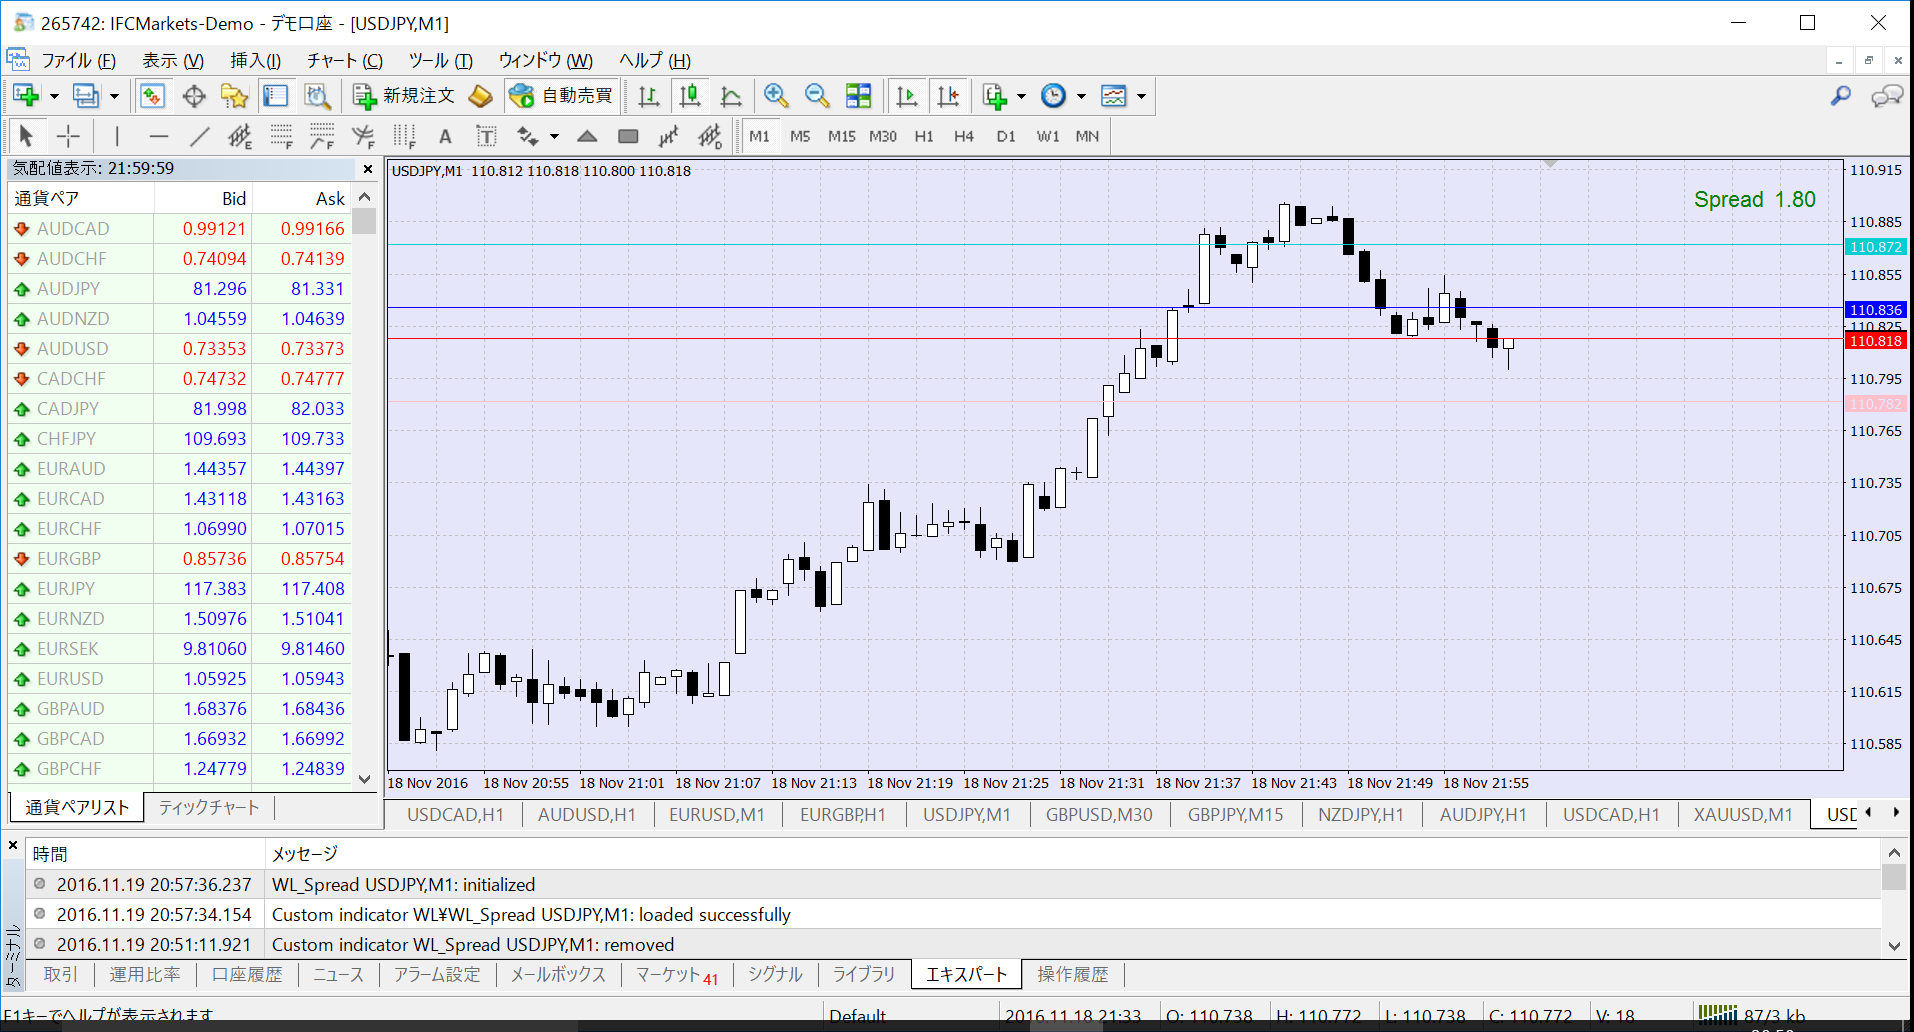 265742: IFCMarkets-Demo - デモ口座 - [USDJPY,M1]
ファイル (F) 表示 (V) 挿入(I) チャート (C) ツール (T) ウィンドウ (W) ヘルプ (H)
新規注文 自動売買
A T M1 M5 M15 M30 H1 H4 D1 W1 MN
気配値表示: 21:59:59
通貨ペア Bid Ask
AUDCAD 0.99121 0.99166
AUDCHF 0.74094 0.74139
AUDJPY 81.296 81.331
AUDNZD 1.04559 1.04639
AUDUSD 0.73353 0.73373
CADCHF 0.74732 0.74777
CADJPY 81.998 82.033
CHFJPY 109.693 109.733
EURAUD 1.44357 1.44397
EURCAD 1.43118 1.43163
EURCHF 1.06990 1.07015
EURGBP 0.85736 0.85754
EURJPY 117.383 117.408
EURNZD 1.50976 1.51041
EURSEK 9.81060 9.81460
EURUSD 1.05925 1.05943
GBPAUD 1.68376 1.68436
GBPCAD 1.66932 1.66992
GBPCHF 1.24779 1.24839
通貨ペアリスト ティックチャート
USDJPY,M1 110.812 110.818 110.800 110.818
Spread 1.80
110.915
110.885
110.872
110.855
110.836
110.825
110.818
110.795
110.782
110.765
110.735
110.705
110.675
110.645
110.615
110.585
18 Nov 2016 18 Nov 20:55 18 Nov 21:01 18 Nov 21:07 18 Nov 21:13 18 Nov 21:19 18 Nov 21:25 18 Nov 21:31 18 Nov 21:37 18 Nov 21:43 18 Nov 21:49 18 Nov 21:55
USDCAD,H1 AUDUSD,H1 EURUSD,M1 EURGBP,H1 USDJPY,M1 GBPUSD,M30 GBPJPY,M15 NZDJPY,H1 AUDJPY,H1 USDCAD,H1 XAUUSD,M1 USD
ターミナル
時間 メッセージ
2016.11.19 20:57:36.237 WL_Spread USDJPY,M1: initialized
2016.11.19 20:57:34.154 Custom indicator WL¥WL_Spread USDJPY,M1: loaded successfully
2016.11.19 20:51:11.921 Custom indicator WL_Spread USDJPY,M1: removed
取引 運用比率 口座履歴 ニュース アラーム設定 メールボックス マーケット 41 シグナル ライブラリ エキスパート 操作履歴
F1キーでヘルプが表示されます Default 2016.11.18 21:33 O: 110.738 H: 110.772 L: 110.738 C: 110.772 V: 18 87/3 kb